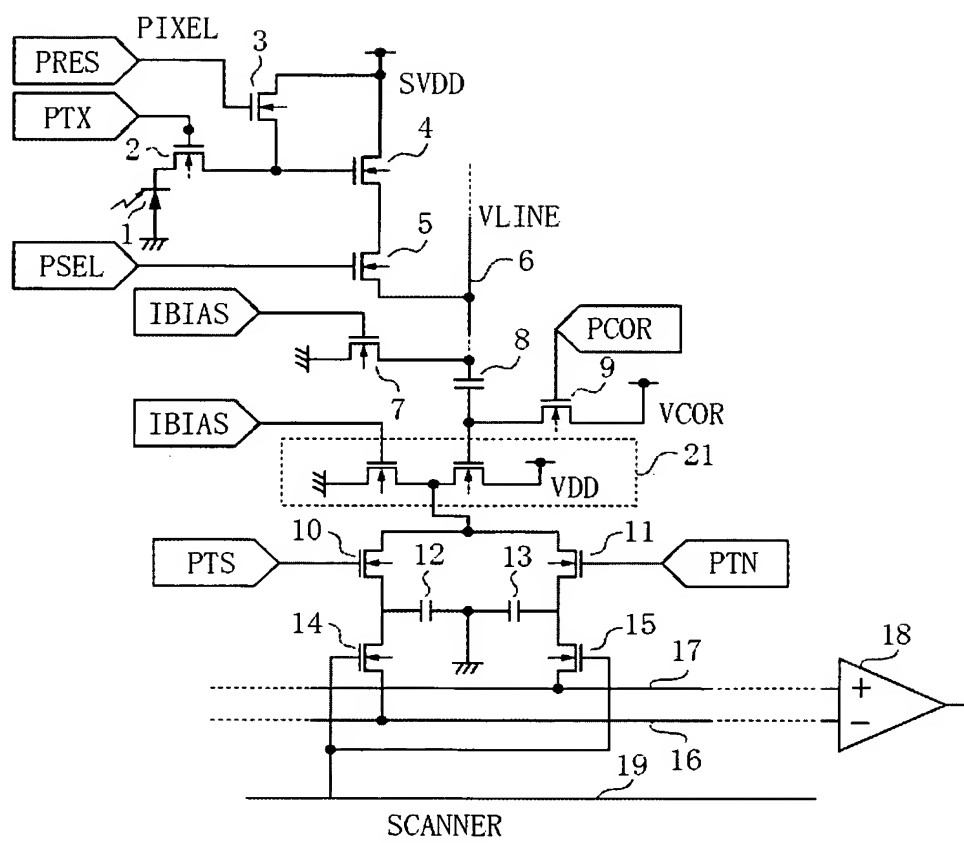 PIXEL
3
PRES
SVDD
PTX
2
4
1
VLINE
5
6
PSEL
IBIAS
PCOR
8
9
7
VCOR
IBIAS
21
VDD
10
11
12
13
PTS
PTN
14
15
17
18
+
−
16
19
SCANNER